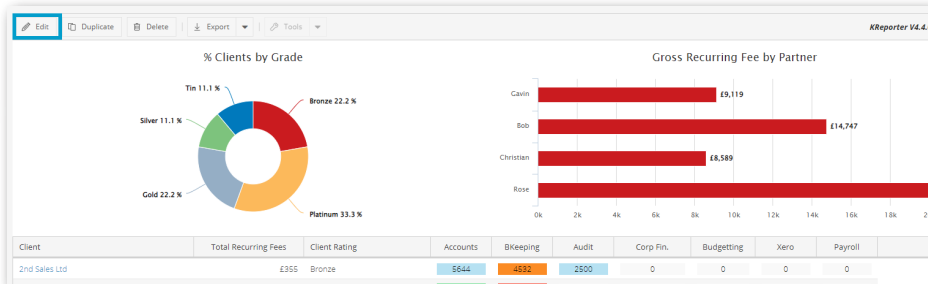 Edit Duplicate Delete Export Tools KReporter V4.4.
% Clients by Grade
Gross Recurring Fee by Partner
Tin 11.1 %
Bronze 22.2 %
Silver 11.1 %
Gold 22.2 %
Platinum 33.3 %
Gavin £9,119
Bob £14,747
Christian £8,589
Rose
0k 2k 4k 6k 8k 10k 12k 14k 16k 18k 2
Client Total Recurring Fees Client Rating Accounts BKeeping Audit Corp Fin. Budgetting Xero Payroll
2nd Sales Ltd £355 Bronze 5644 4532 2500 0 0 0 0